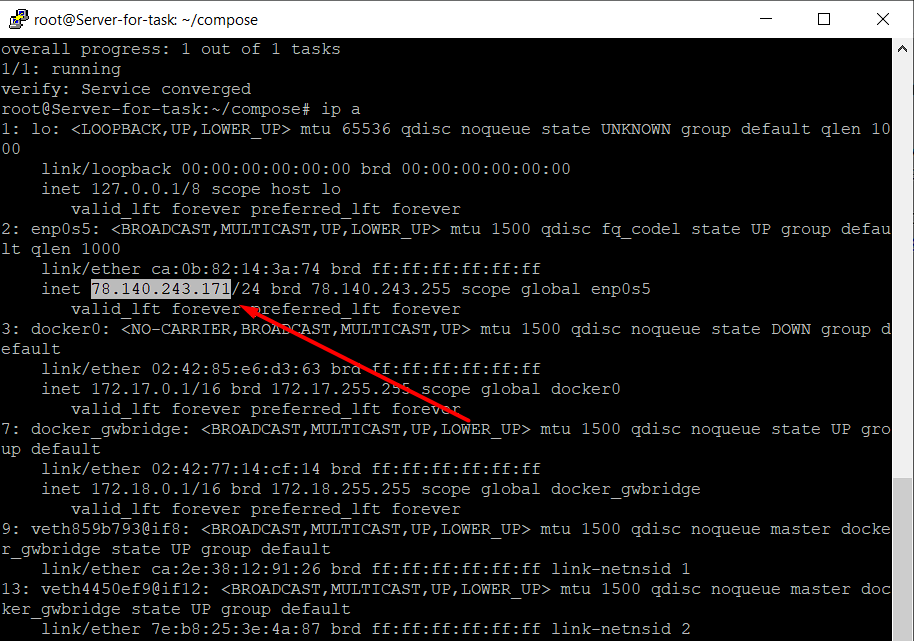 root@Server-for-task: ~/compose
overall progress: 1 out of 1 tasks
1/1: running
verify: Service converged
root@Server-for-task:~/compose# ip a
1: lo: <LOOPBACK,UP,LOWER_UP> mtu 65536 qdisc noqueue state UNKNOWN group default qlen 10
00
    link/loopback 00:00:00:00:00:00 brd 00:00:00:00:00:00
    inet 127.0.0.1/8 scope host lo
       valid_lft forever preferred_lft forever
2: enp0s5: <BROADCAST,MULTICAST,UP,LOWER_UP> mtu 1500 qdisc fq_codel state UP group defau
lt qlen 1000
    link/ether ca:0b:82:14:3a:74 brd ff:ff:ff:ff:ff:ff
    inet 78.140.243.171/24 brd 78.140.243.255 scope global enp0s5
       valid_lft forever preferred_lft forever
3: docker0: <NO-CARRIER,BROADCAST,MULTICAST,UP> mtu 1500 qdisc noqueue state DOWN group d
efault
    link/ether 02:42:85:e6:d3:63 brd ff:ff:ff:ff:ff:ff
    inet 172.17.0.1/16 brd 172.17.255.255 scope global docker0
       valid_lft forever preferred_lft forever
7: docker_gwbridge: <BROADCAST,MULTICAST,UP,LOWER_UP> mtu 1500 qdisc noqueue state UP gro
up default
    link/ether 02:42:77:14:cf:14 brd ff:ff:ff:ff:ff:ff
    inet 172.18.0.1/16 brd 172.18.255.255 scope global docker_gwbridge
       valid_lft forever preferred_lft forever
9: veth859b793@if8: <BROADCAST,MULTICAST,UP,LOWER_UP> mtu 1500 qdisc noqueue master docke
r_gwbridge state UP group default
    link/ether ca:2e:38:12:91:26 brd ff:ff:ff:ff:ff:ff link-netnsid 1
13: veth4450ef9@if12: <BROADCAST,MULTICAST,UP,LOWER_UP> mtu 1500 qdisc noqueue master doc
ker_gwbridge state UP group default
    link/ether 7e:b8:25:3e:4a:87 brd ff:ff:ff:ff:ff:ff link-netnsid 2